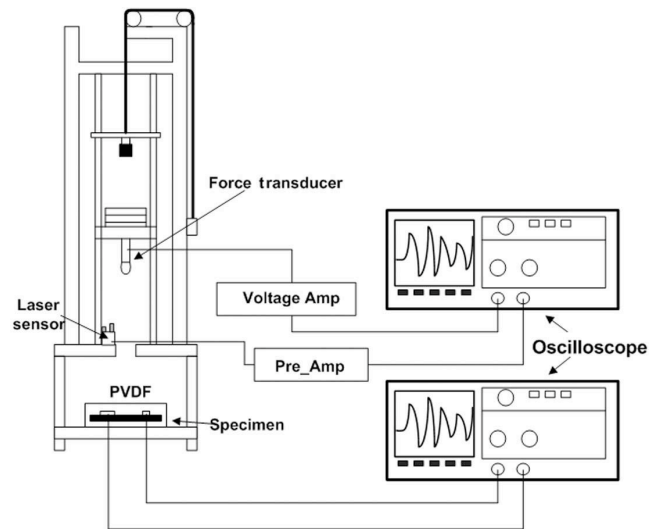 Force transducer
Voltage Amp
Laser
sensor
Pre_Amp
Oscilloscope
PVDF
Specimen